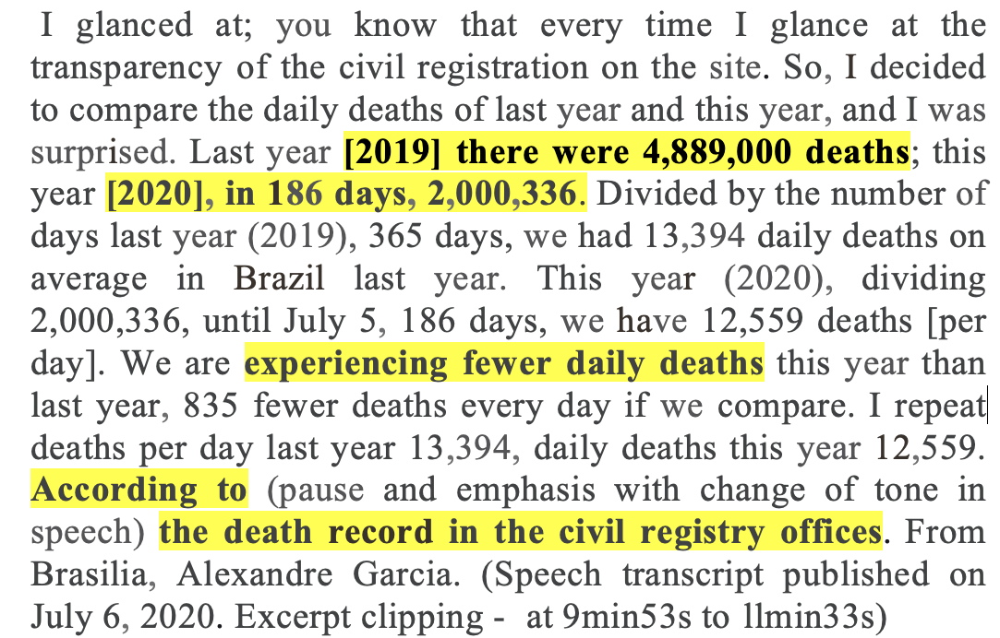 I glanced at; you know that every time I glance at the
transparency of the civil registration on the site. So, I decided
to compare the daily deaths of last year and this year, and I was
surprised. Last year [2019] there were 4,889,000 deaths; this
year [2020], in 186 days, 2,000,336. Divided by the number of
days last year (2019), 365 days, we had 13,394 daily deaths on
average in Brazil last year. This year (2020), dividing
2,000,336, until July 5, 186 days, we have 12,559 deaths [per
day]. We are experiencing fewer daily deaths this year than
last year, 835 fewer deaths every day if we compare. I repeat
deaths per day last year 13,394, daily deaths this year 12,559.
According to (pause and emphasis with change of tone in
speech) the death record in the civil registry offices. From
Brasilia, Alexandre Garcia. (Speech transcript published on
July 6, 2020. Excerpt clipping - at 9min53s to 11min33s)